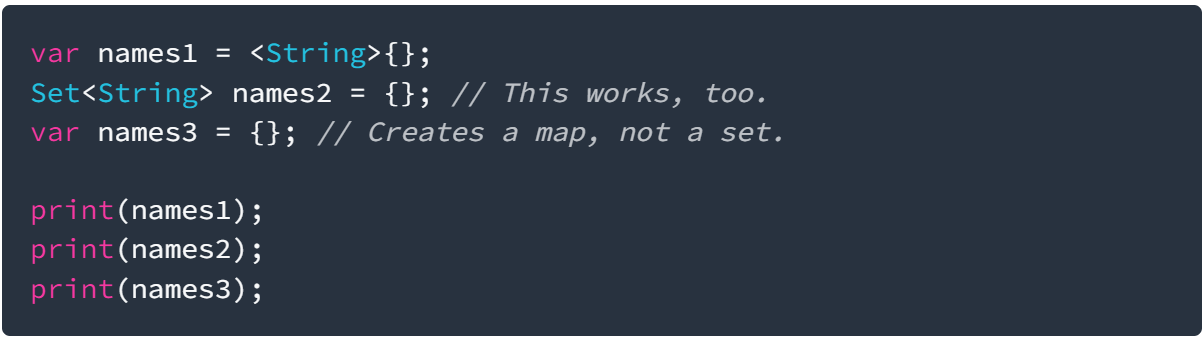 var names1 = <String>{};
Set<String> names2 = {}; // This works, too.
var names3 = {}; // Creates a map, not a set.
print(names1);
print(names2);
print(names3);